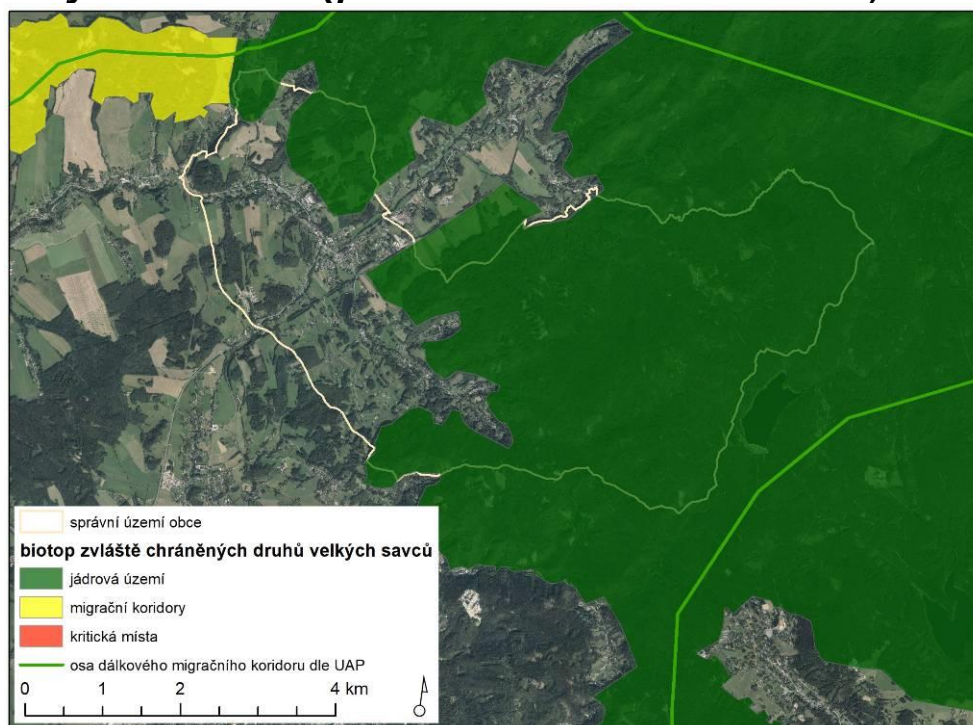 správní území obce
biotop zvláště chráněných druhů velkých savců
jádrová území
migrační koridory
kritická místa
osa dálkového migračního koridoru dle UAP
0 1 2 4 km